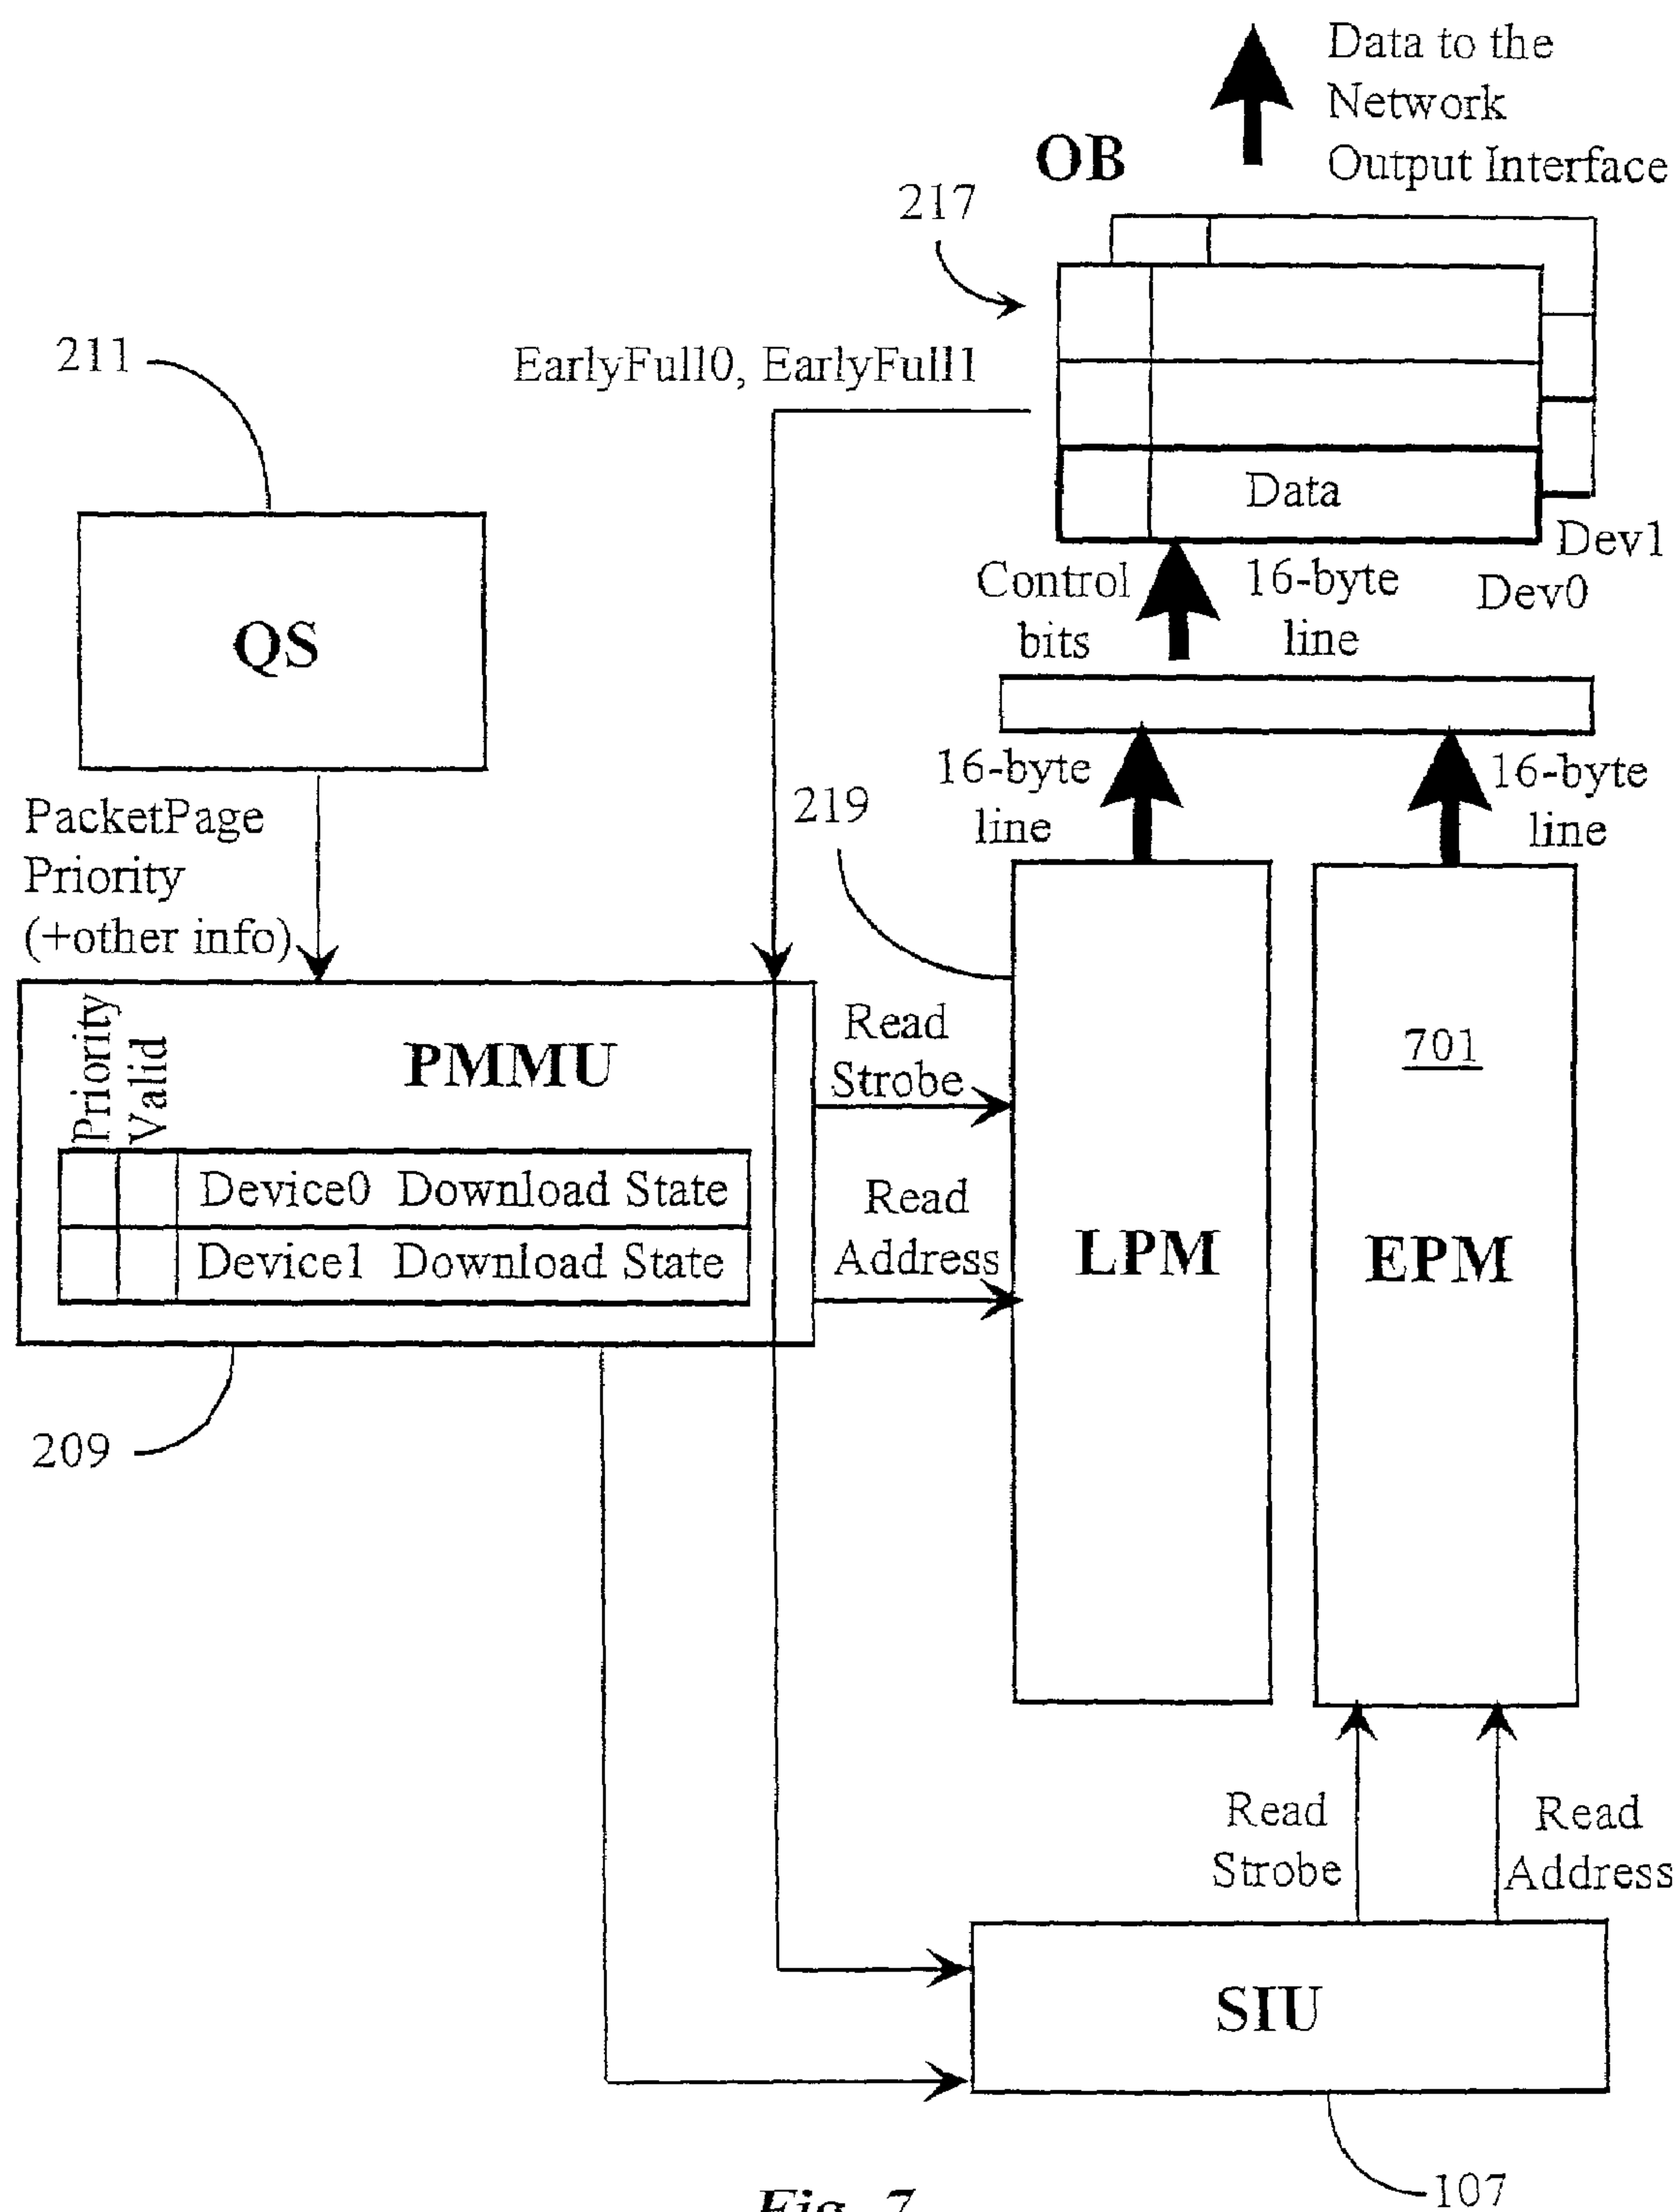 Data to the
Network
Output Interface
OB
217
211
EarlyFull0, EarlyFull1
Data
Dev1
Dev0
Control
bits
16-byte
line
QS
PacketPage
Priority
(+other info)
219
16-byte
line
16-byte
line
Priority
Valid
PMMU
Device0 Download State
Device1 Download State
Read
Strobe
Read
Address
LPM
701
EPM
209
Read
Strobe
Read
Address
SIU
107
Fig. 7